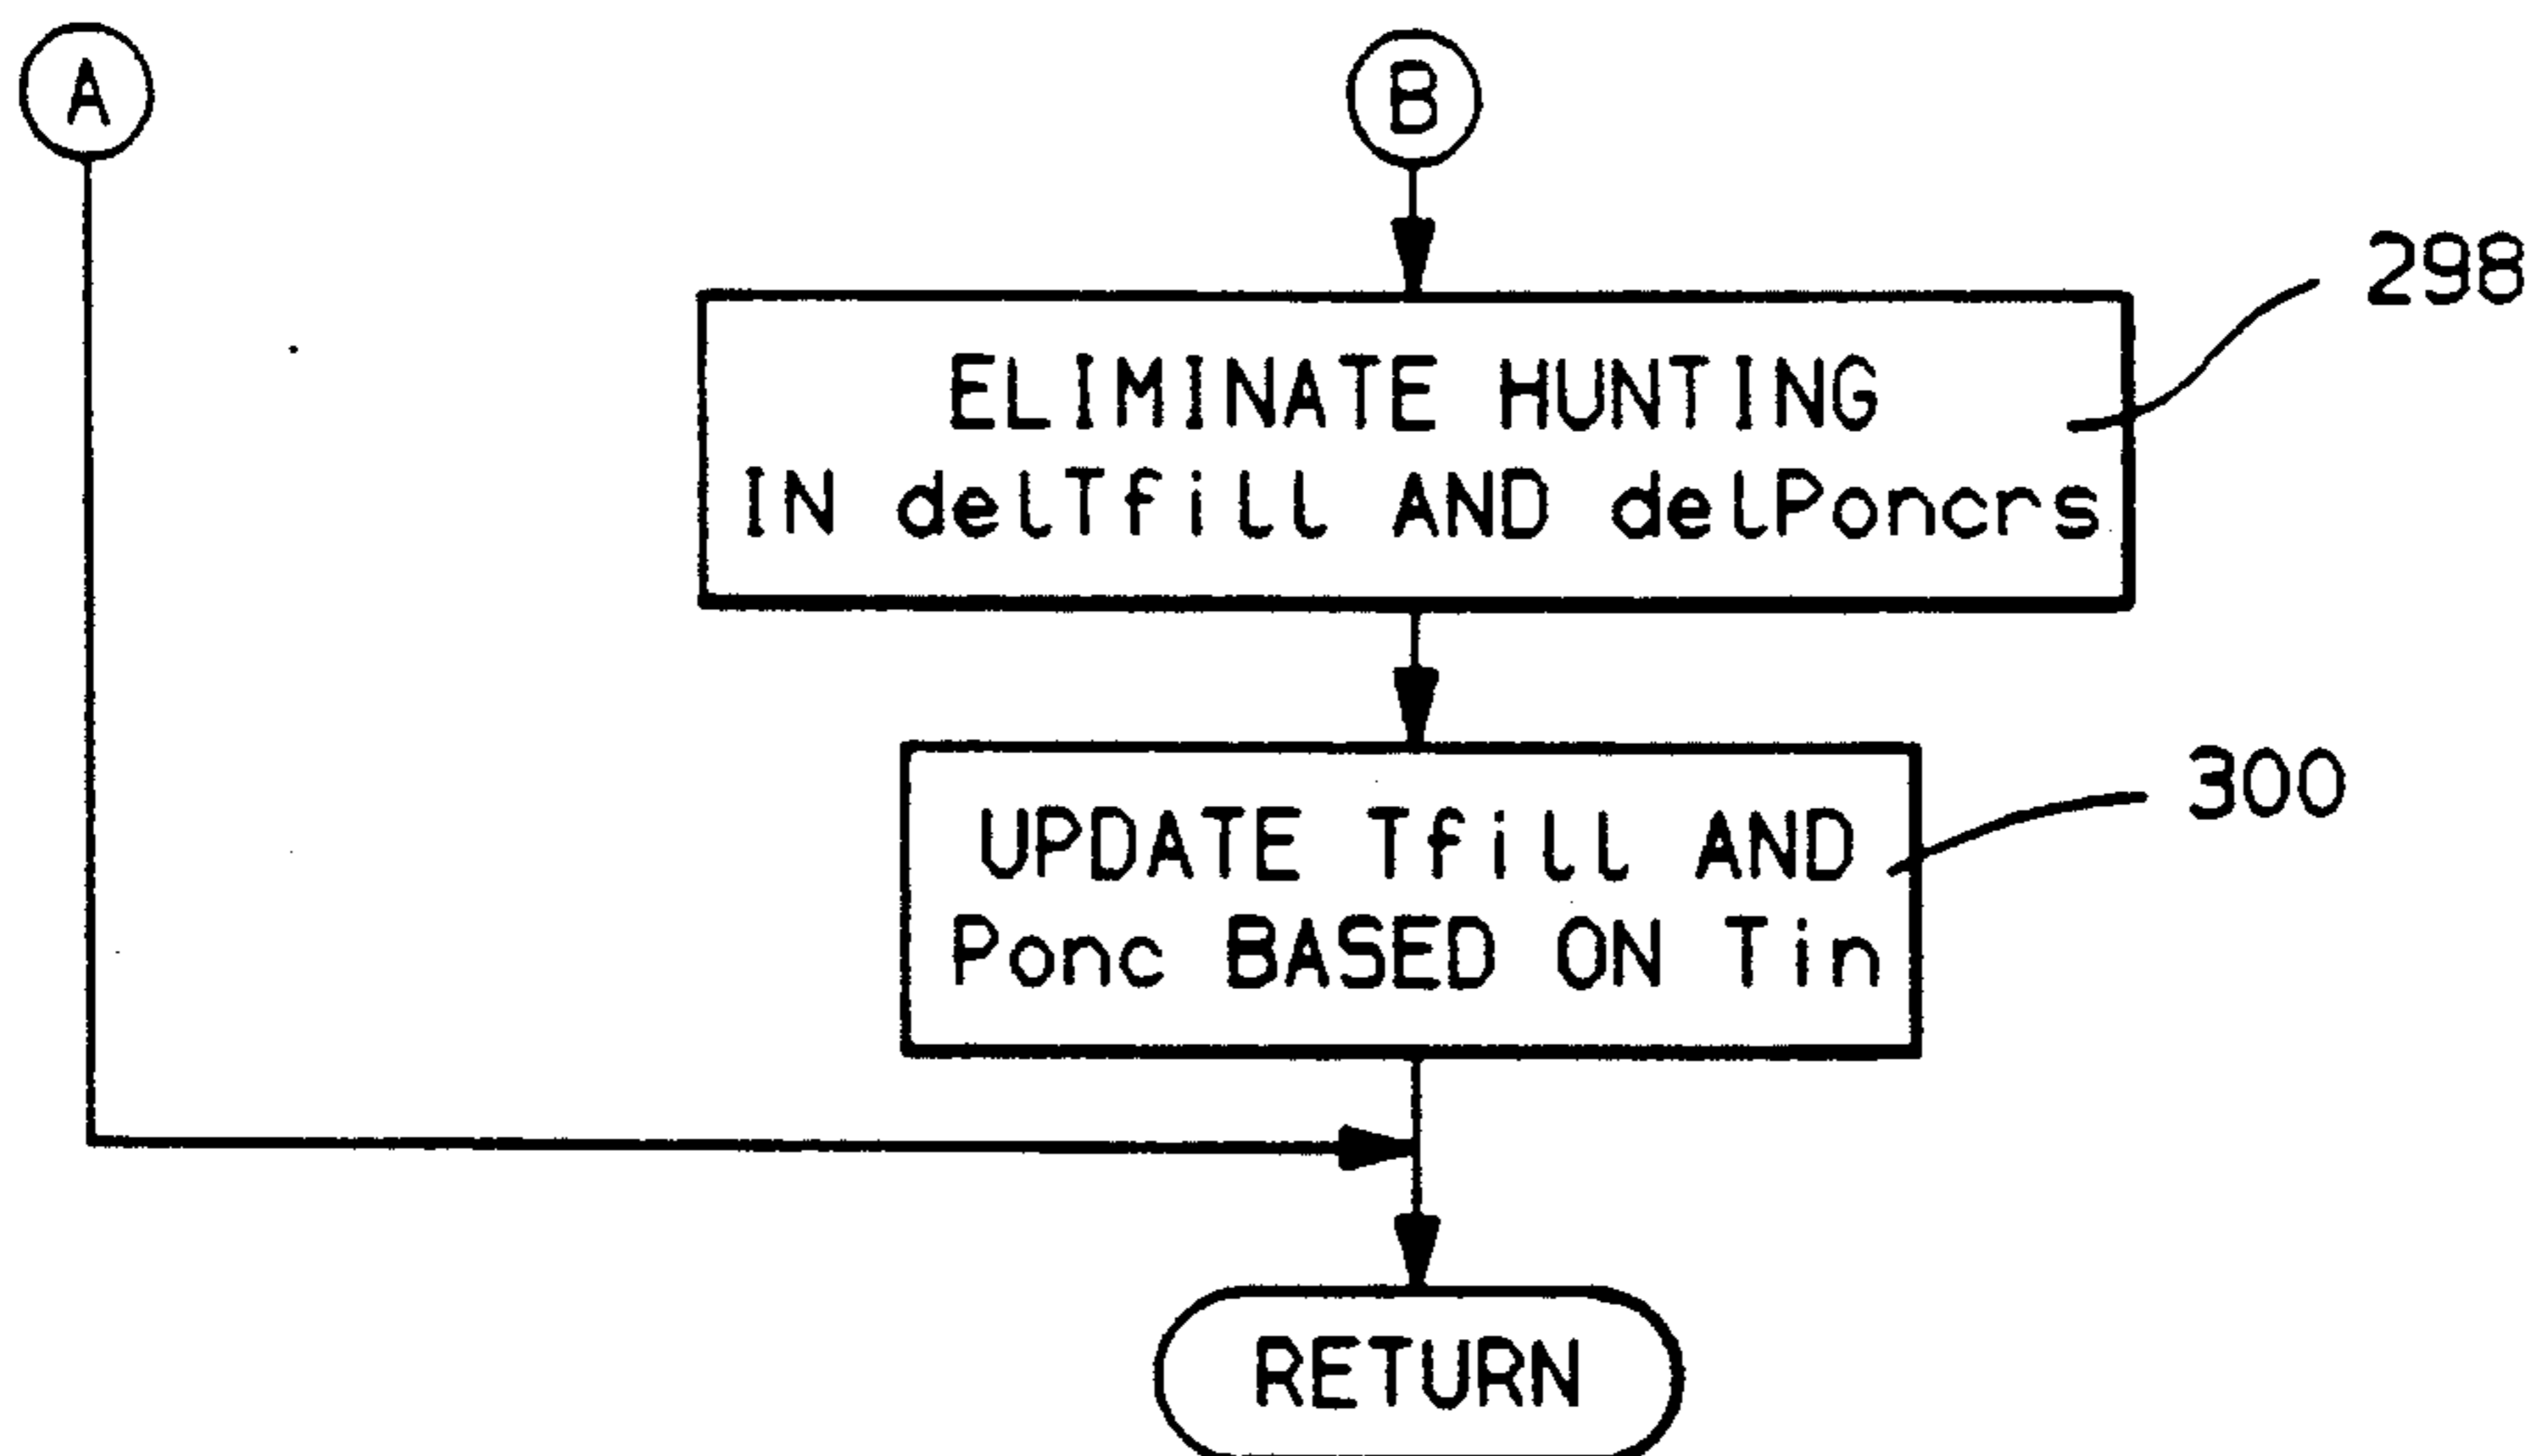 A
B
298
ELIMINATE HUNTING
IN delTfill AND delPoncrs
300
UPDATE Tfill AND
Ponc BASED ON Tin
RETURN